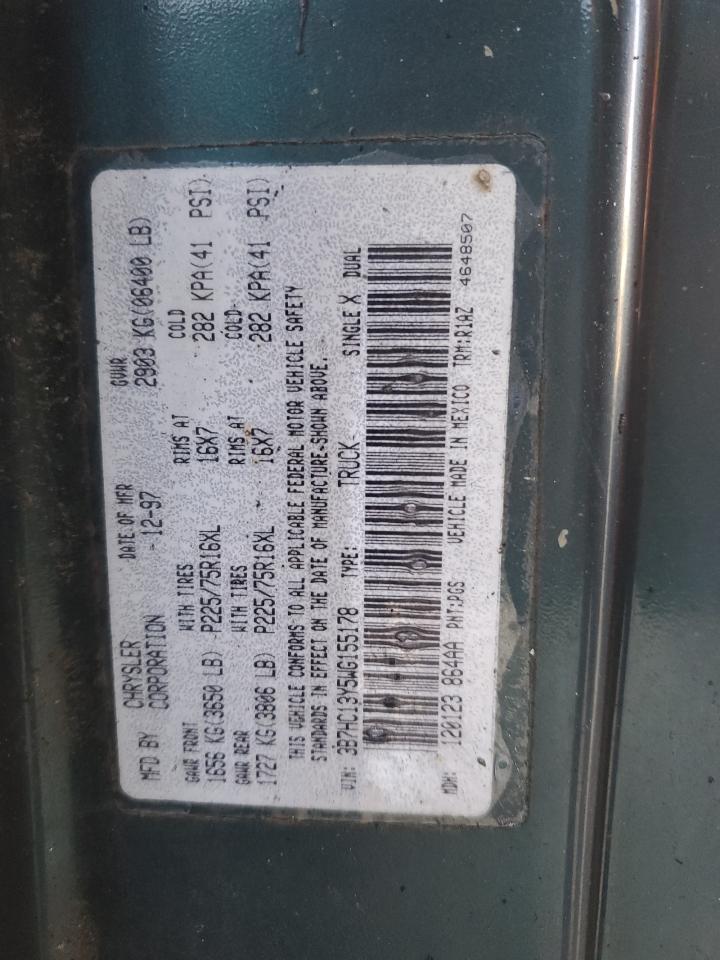 MFD BY CHRYSLER CORPORATION DATE OF MFR 12-97 GVWR 2903 KG(06400 LB)
GAWR FRONT WITH TIRES RIMS AT COLD
1656 KG(3650 LB) P225/75R16XL 16X7 282 KPA(41 PSI)
GAWR REAR WITH TIRES RIMS AT COLD
1727 KG(3806 LB) P225/75R16XL 16X7 282 KPA(41 PSI)
THIS VEHICLE CONFORMS TO ALL APPLICABLE FEDERAL MOTOR VEHICLE SAFETY
STANDARDS IN EFFECT ON THE DATE OF MANUFACTURE SHOWN ABOVE.
VIN: 3B7HC13Y5WG155178 TYPE: TRUCK SINGLE X DUAL
MDH: 120123 864AA PNT:PGS VEHICLE MADE IN MEXICO TRM:R1AZ 4648507